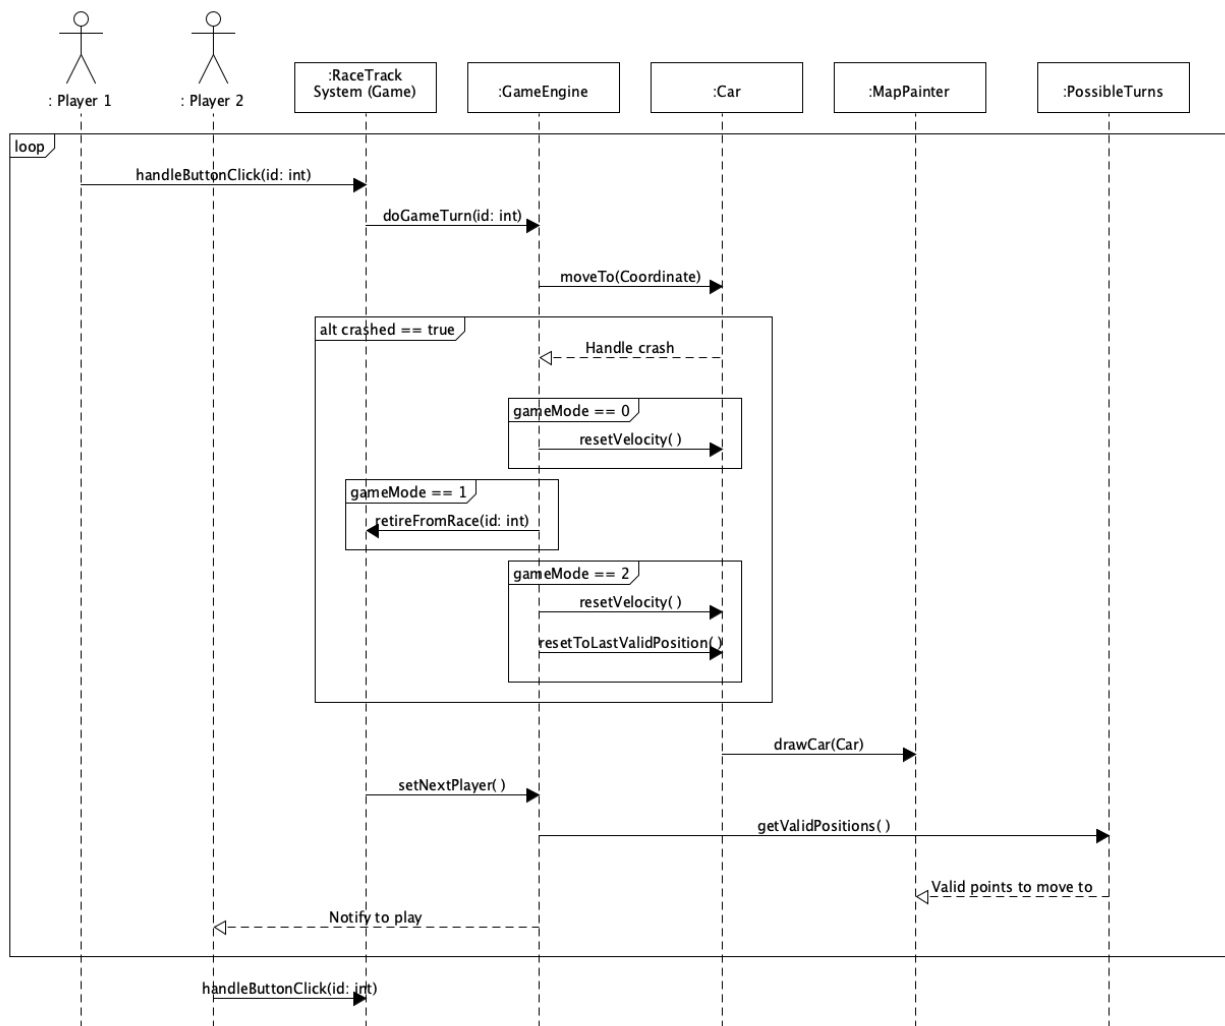 : Player 1
: Player 2
:RaceTrack
System (Game)
:GameEngine
:Car
:MapPainter
:PossibleTurns
loop
handleButtonClick(id: int)
doGameTurn(id: int)
moveTo(Coordinate)
alt crashed == true
Handle crash
gameMode == 0
resetVelocity( )
gameMode == 1
retireFromRace(id: int)
gameMode == 2
resetVelocity( )
resetToLastValidPosition( )
drawCar(Car)
setNextPlayer( )
getValidPositions( )
Valid points to move to
Notify to play
handleButtonClick(id: int)